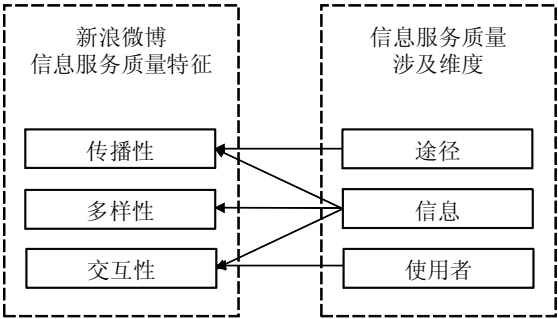 新浪微博
信息服务质量特征
传播性
多样性
交互性
信息服务质量
涉及维度
途径
信息
使用者